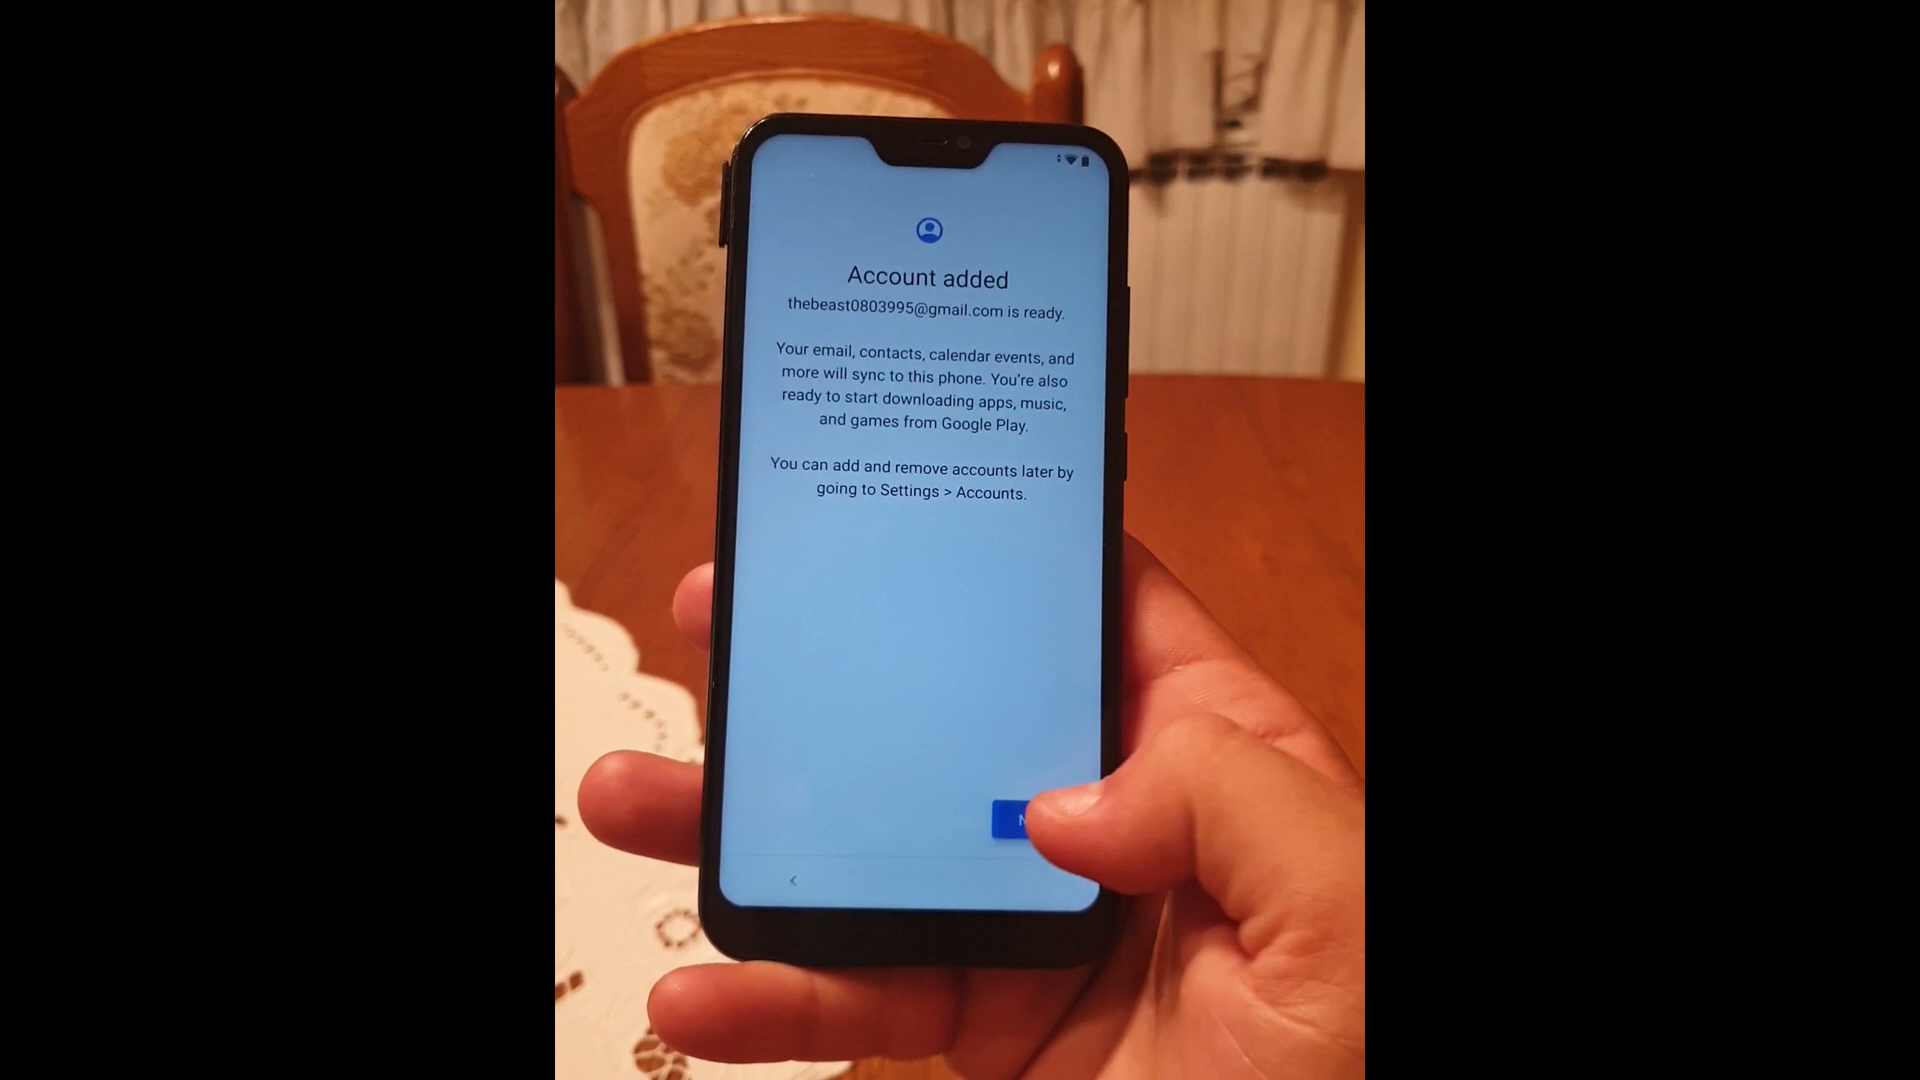 Account added
thebeast0803995@gmail.com is ready.
Your email, contacts, calendar events, and
more will sync to this phone. You're also
ready to start downloading apps, music,
and games from Google Play.
You can add and remove accounts later by
going to Settings > Accounts.